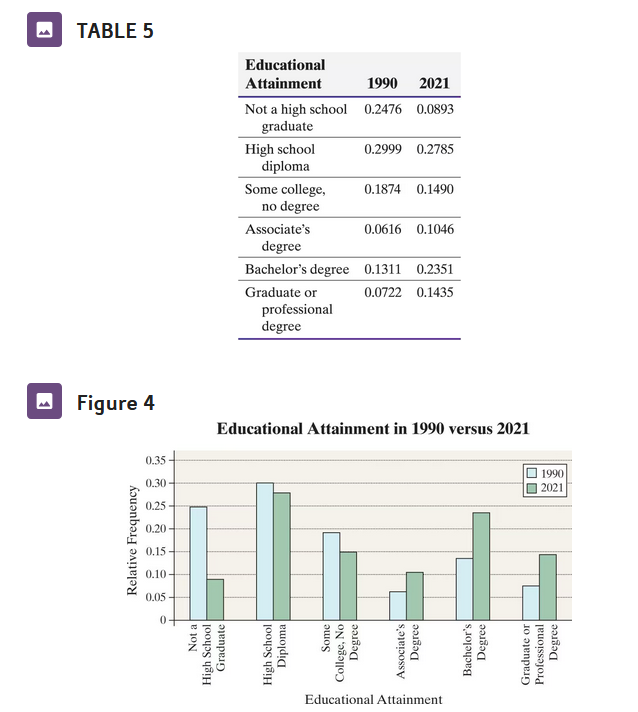 TABLE 5
Educational
Attainment 1990 2021
Not a high school 0.2476 0.0893
graduate
High school 0.2999 0.2785
diploma
Some college, 0.1874 0.1490
no degree
Associate's 0.0616 0.1046
degree
Bachelor's degree 0.1311 0.2351
Graduate or 0.0722 0.1435
professional
degree
Figure 4
Educational Attainment in 1990 versus 2021
Relative Frequency
0.35
0.30
0.25
0.20
0.15
0.10
0.05
0
1990
2021
Not a
High School
Graduate
High School
Diploma
Some
College, No
Degree
Associate's
Degree
Bachelor's
Degree
Graduate or
Professional
Degree
Educational Attainment